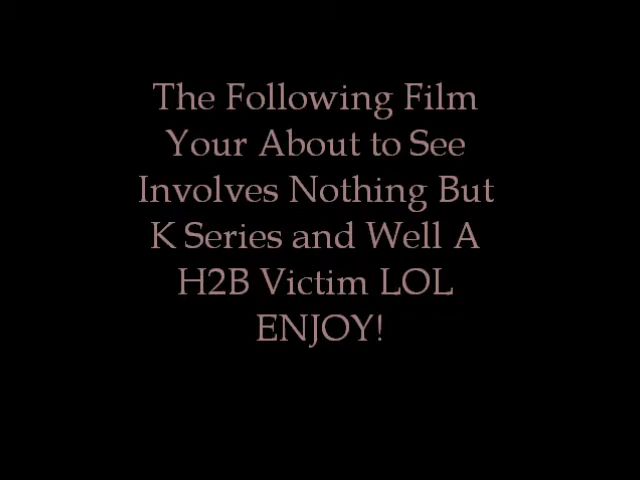 The Following Film
Your About to See
Involves Nothing But
K Series and Well A
H2B Victim LOL
ENJOY!